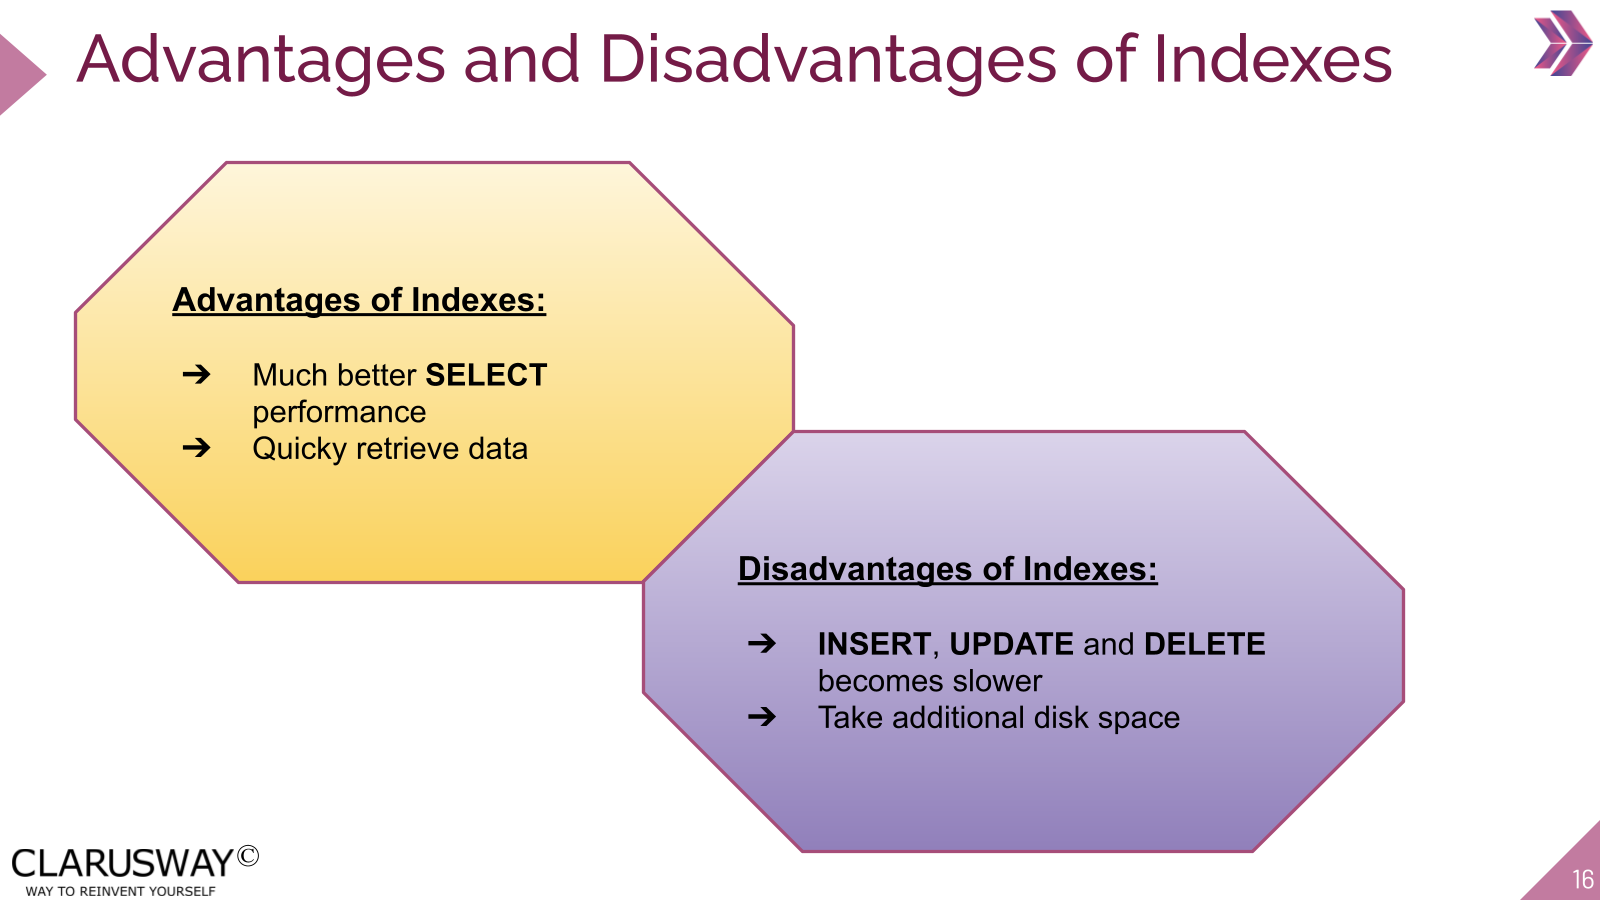 Advantages and Disadvantages of Indexes
Advantages of Indexes:
➔ Much better SELECT
performance
➔ Quicky retrieve data
Disadvantages of Indexes:
➔ INSERT, UPDATE and DELETE
becomes slower
➔ Take additional disk space
CLARUSWAY©
WAY TO REINVENT YOURSELF
16